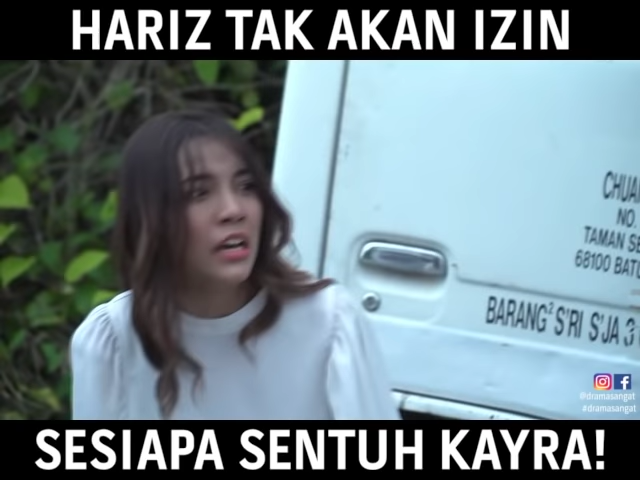 HARIZ TAK AKAN IZIN
CHUA
NO.
TAMAN SE
68100 BATU
BARANG² S'RI S'JA 3
@dramasangat
#dramasangat
SESIAPA SENTUH KAYRA!